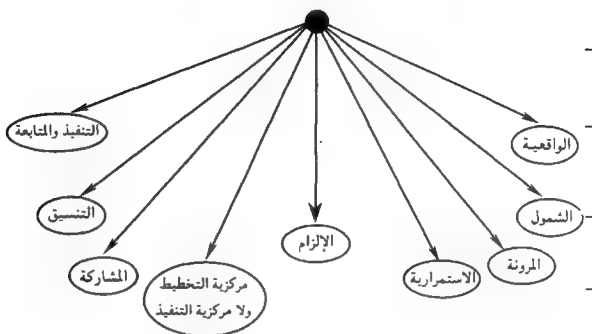 الواقعية
الشمول
المرونة
الاستمرارية
الإلزام
مركزية التخطيط
ولا مركزية التنفيذ
المشاركة
التنسيق
التنفيذ والمتابعة